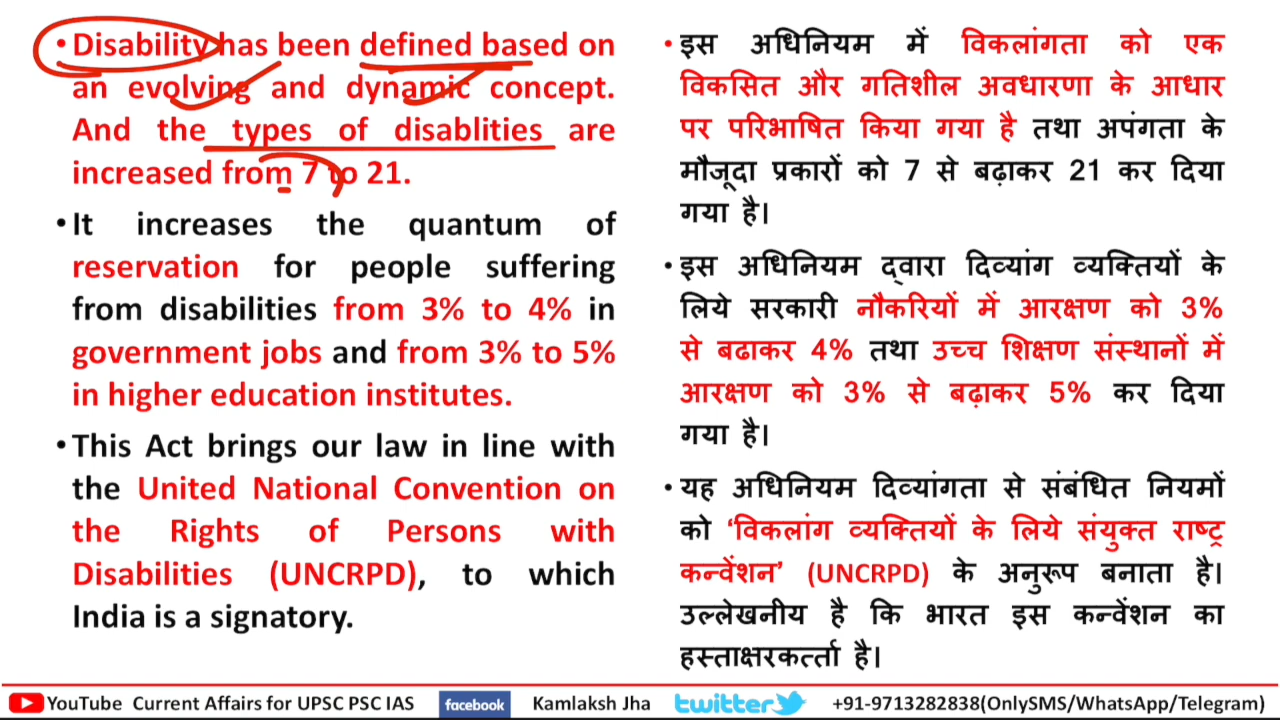 • Disability has been defined based on
an evolving and dynamic concept.
And the types of disablities are
increased from 7 to 21.
• It increases the quantum of
reservation for people suffering
from disabilities from 3% to 4% in
government jobs and from 3% to 5%
in higher education institutes.
• This Act brings our law in line with
the United National Convention on
the Rights of Persons with
Disabilities (UNCRPD), to which
India is a signatory.
• इस अधिनियम में विकलांगता को एक
विकसित और गतिशील अवधारणा के आधार
पर परिभाषित किया गया है तथा अपंगता के
मौजूदा प्रकारों को 7 से बढ़ाकर 21 कर दिया
गया है।
• इस अधिनियम द्वारा दिव्यांग व्यक्तियों के
लिये सरकारी नौकरियों में आरक्षण को 3%
से बढाकर 4% तथा उच्च शिक्षण संस्थानों में
आरक्षण को 3% से बढ़ाकर 5% कर दिया
गया है।
• यह अधिनियम दिव्यांगता से संबंधित नियमों
को ‘विकलांग व्यक्तियों के लिये संयुक्त राष्ट्र
कन्वेंशन’ (UNCRPD) के अनुरूप बनाता है।
उल्लेखनीय है कि भारत इस कन्वेंशन का
हस्ताक्षरकर्त्ता है।
YouTube Current Affairs for UPSC PSC IAS facebook Kamlaksh Jha twitter +91-9713282838(OnlySMS/WhatsApp/Telegram)